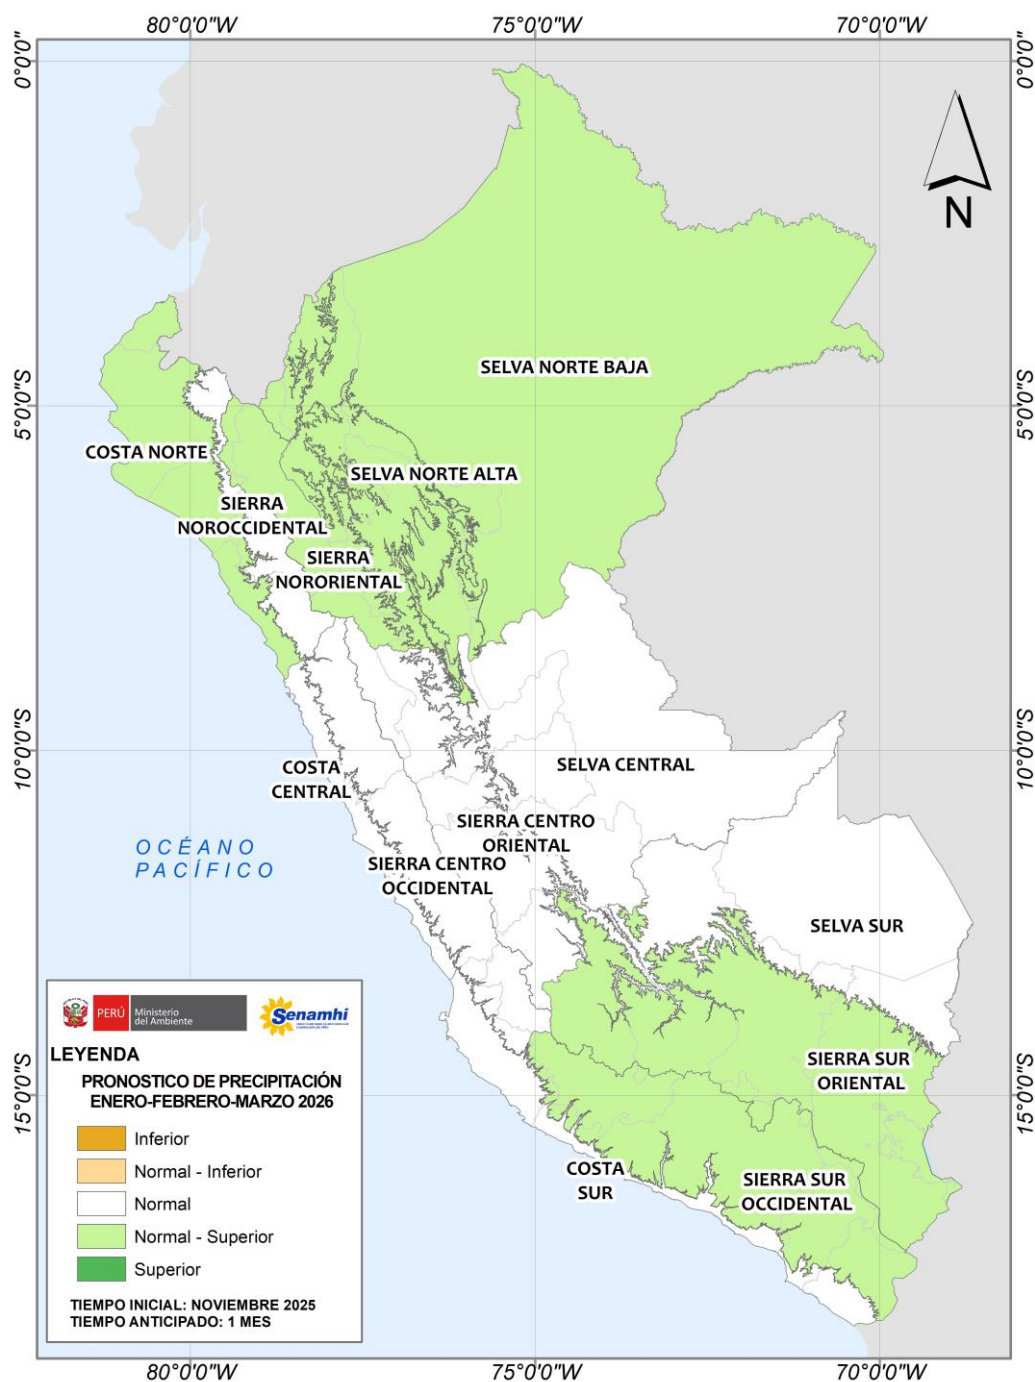 80°0'0"W
75°0'0"W
70°0'0"W
0°0'0"
0°0'0"
N
SELVA NORTE BAJA
5°0'0"S
5°0'0"S
COSTA NORTE
SELVA NORTE ALTA
SIERRA
NOROCCIDENTAL
SIERRA
NORORIENTAL
10°0'0"S
10°0'0"S
COSTA
CENTRAL
SELVA CENTRAL
SIERRA CENTRO
ORIENTAL
OCÉANO
PACÍFICO
SIERRA CENTRO
OCCIDENTAL
SELVA SUR
PERÚ
Ministerio
del Ambiente
Senamhi
LEYENDA
PRONOSTICO DE PRECIPITACIÓN
ENERO-FEBRERO-MARZO 2026
Inferior
Normal - Inferior
Normal
Normal - Superior
Superior
TIEMPO INICIAL: NOVIEMBRE 2025
TIEMPO ANTICIPADO: 1 MES
SIERRA SUR
ORIENTAL
15°0'0"S
15°0'0"S
COSTA
SUR
SIERRA SUR
OCCIDENTAL
80°0'0"W
75°0'0"W
70°0'0"W